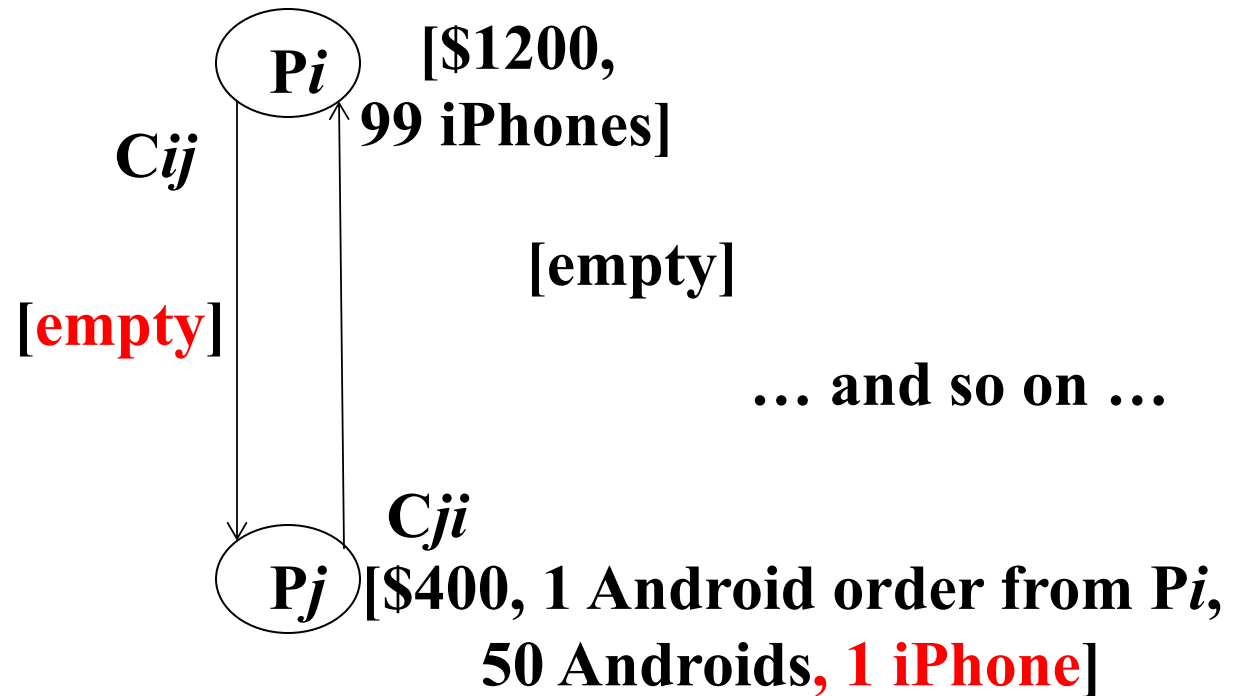 Pi
[$1200,
99 iPhones]
Cij
[empty]
[empty]
… and so on …
Cji
Pj
[$400, 1 Android order from Pi,
50 Androids, 1 iPhone]